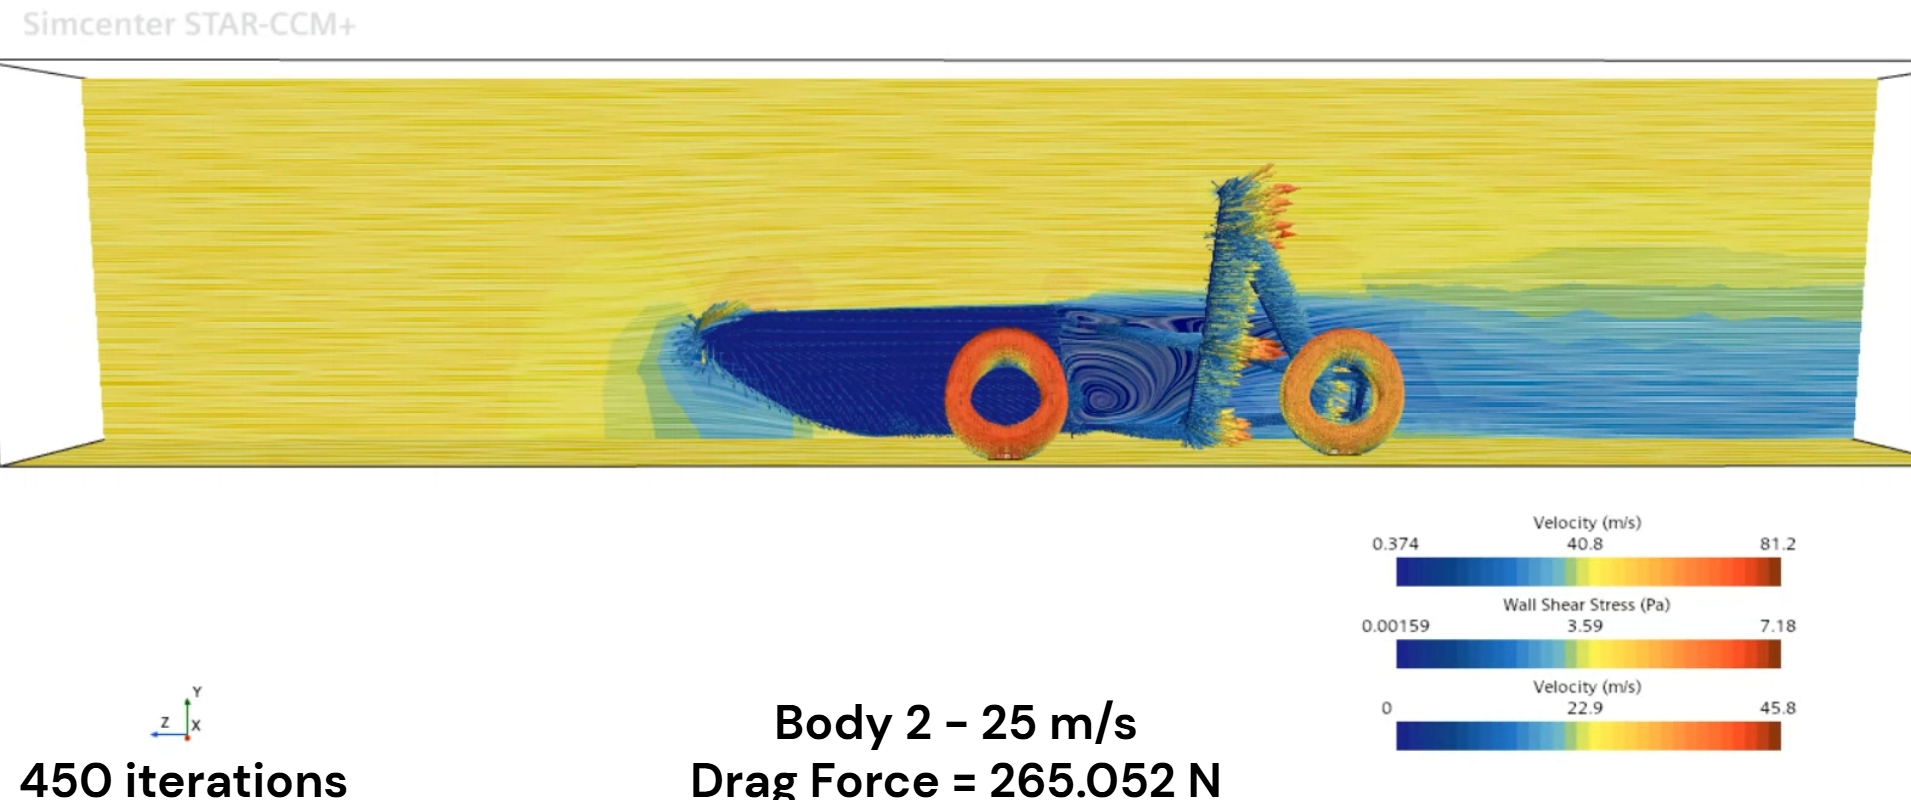 Simcenter STAR-CCM+
Velocity (m/s)
0.374 40.8 81.2
Wall Shear Stress (Pa)
0.00159 3.59 7.18
Velocity (m/s)
0 22.9 45.8
Y
Z X
Body 2 - 25 m/s
450 iterations
Drag Force = 265.052 N